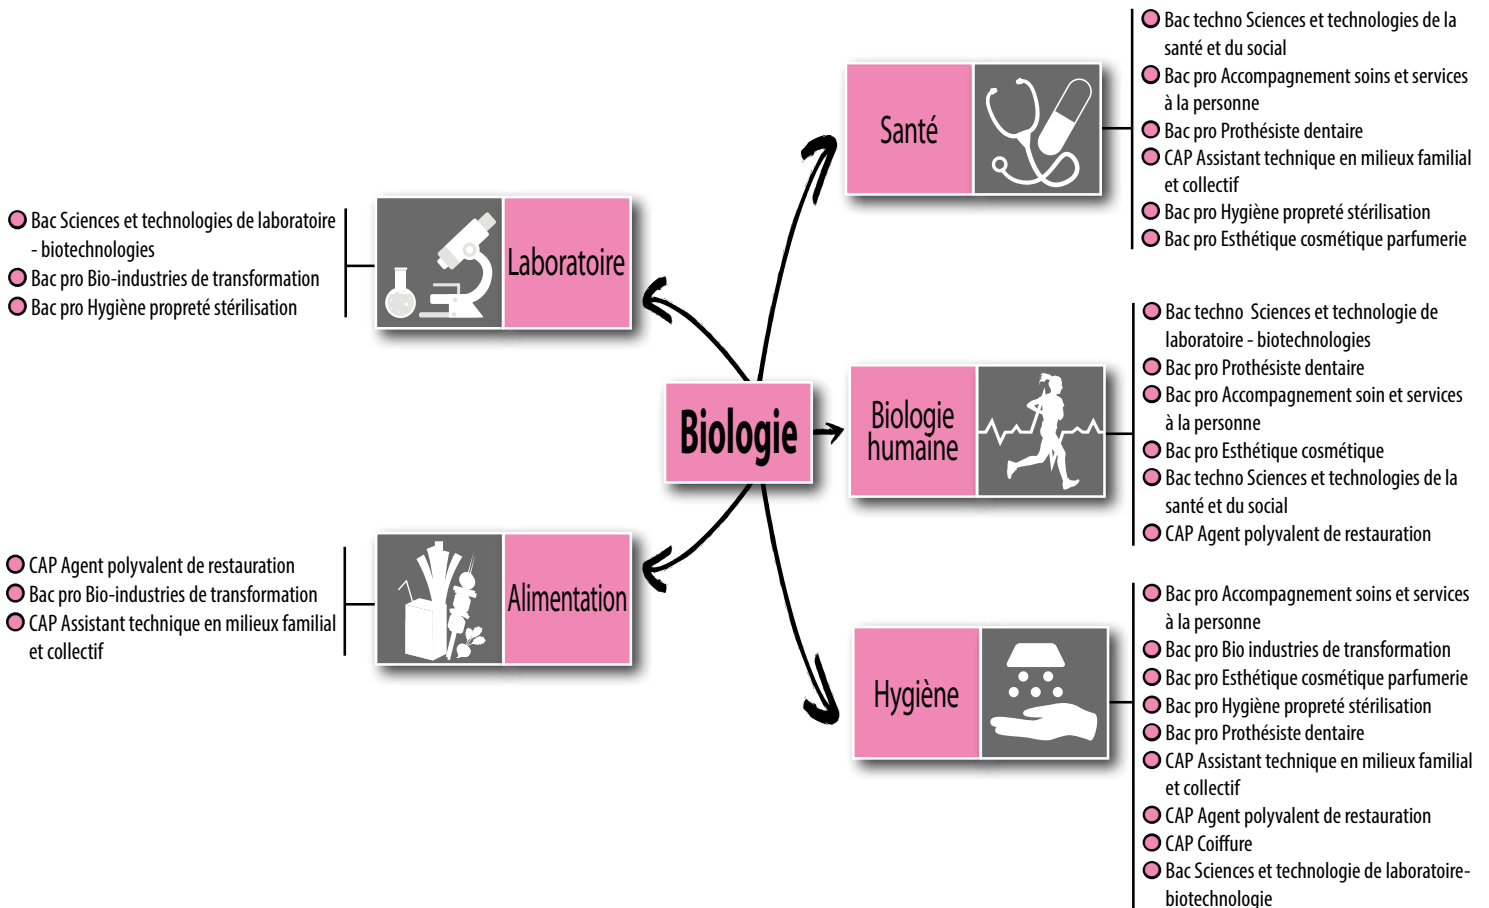 Biologie
Laboratoire
Bac Sciences et technologies de laboratoire
- biotechnologies
Bac pro Bio-industries de transformation
Bac pro Hygiène propreté stérilisation
Alimentation
CAP Agent polyvalent de restauration
Bac pro Bio-industries de transformation
CAP Assistant technique en milieux familial
et collectif
Santé
Bac techno Sciences et technologies de la
santé et du social
Bac pro Accompagnement soins et services
à la personne
Bac pro Prothésiste dentaire
CAP Assistant technique en milieux familial
et collectif
Bac pro Hygiène propreté stérilisation
Bac pro Esthétique cosmétique parfumerie
Biologie
humaine
Bac techno  Sciences et technologie de
laboratoire - biotechnologies
Bac pro Prothésiste dentaire
Bac pro Accompagnement soin et services
à la personne
Bac pro Esthétique cosmétique
Bac techno Sciences et technologies de la
santé et du social
CAP Agent polyvalent de restauration
Hygiène
Bac pro Accompagnement soins et services
à la personne
Bac pro Bio industries de transformation
Bac pro Esthétique cosmétique parfumerie
Bac pro Hygiène propreté stérilisation
Bac pro Prothésiste dentaire
CAP Assistant technique en milieux familial
et collectif
CAP Agent polyvalent de restauration
CAP Coiffure
Bac Sciences et technologie de laboratoire-
biotechnologie